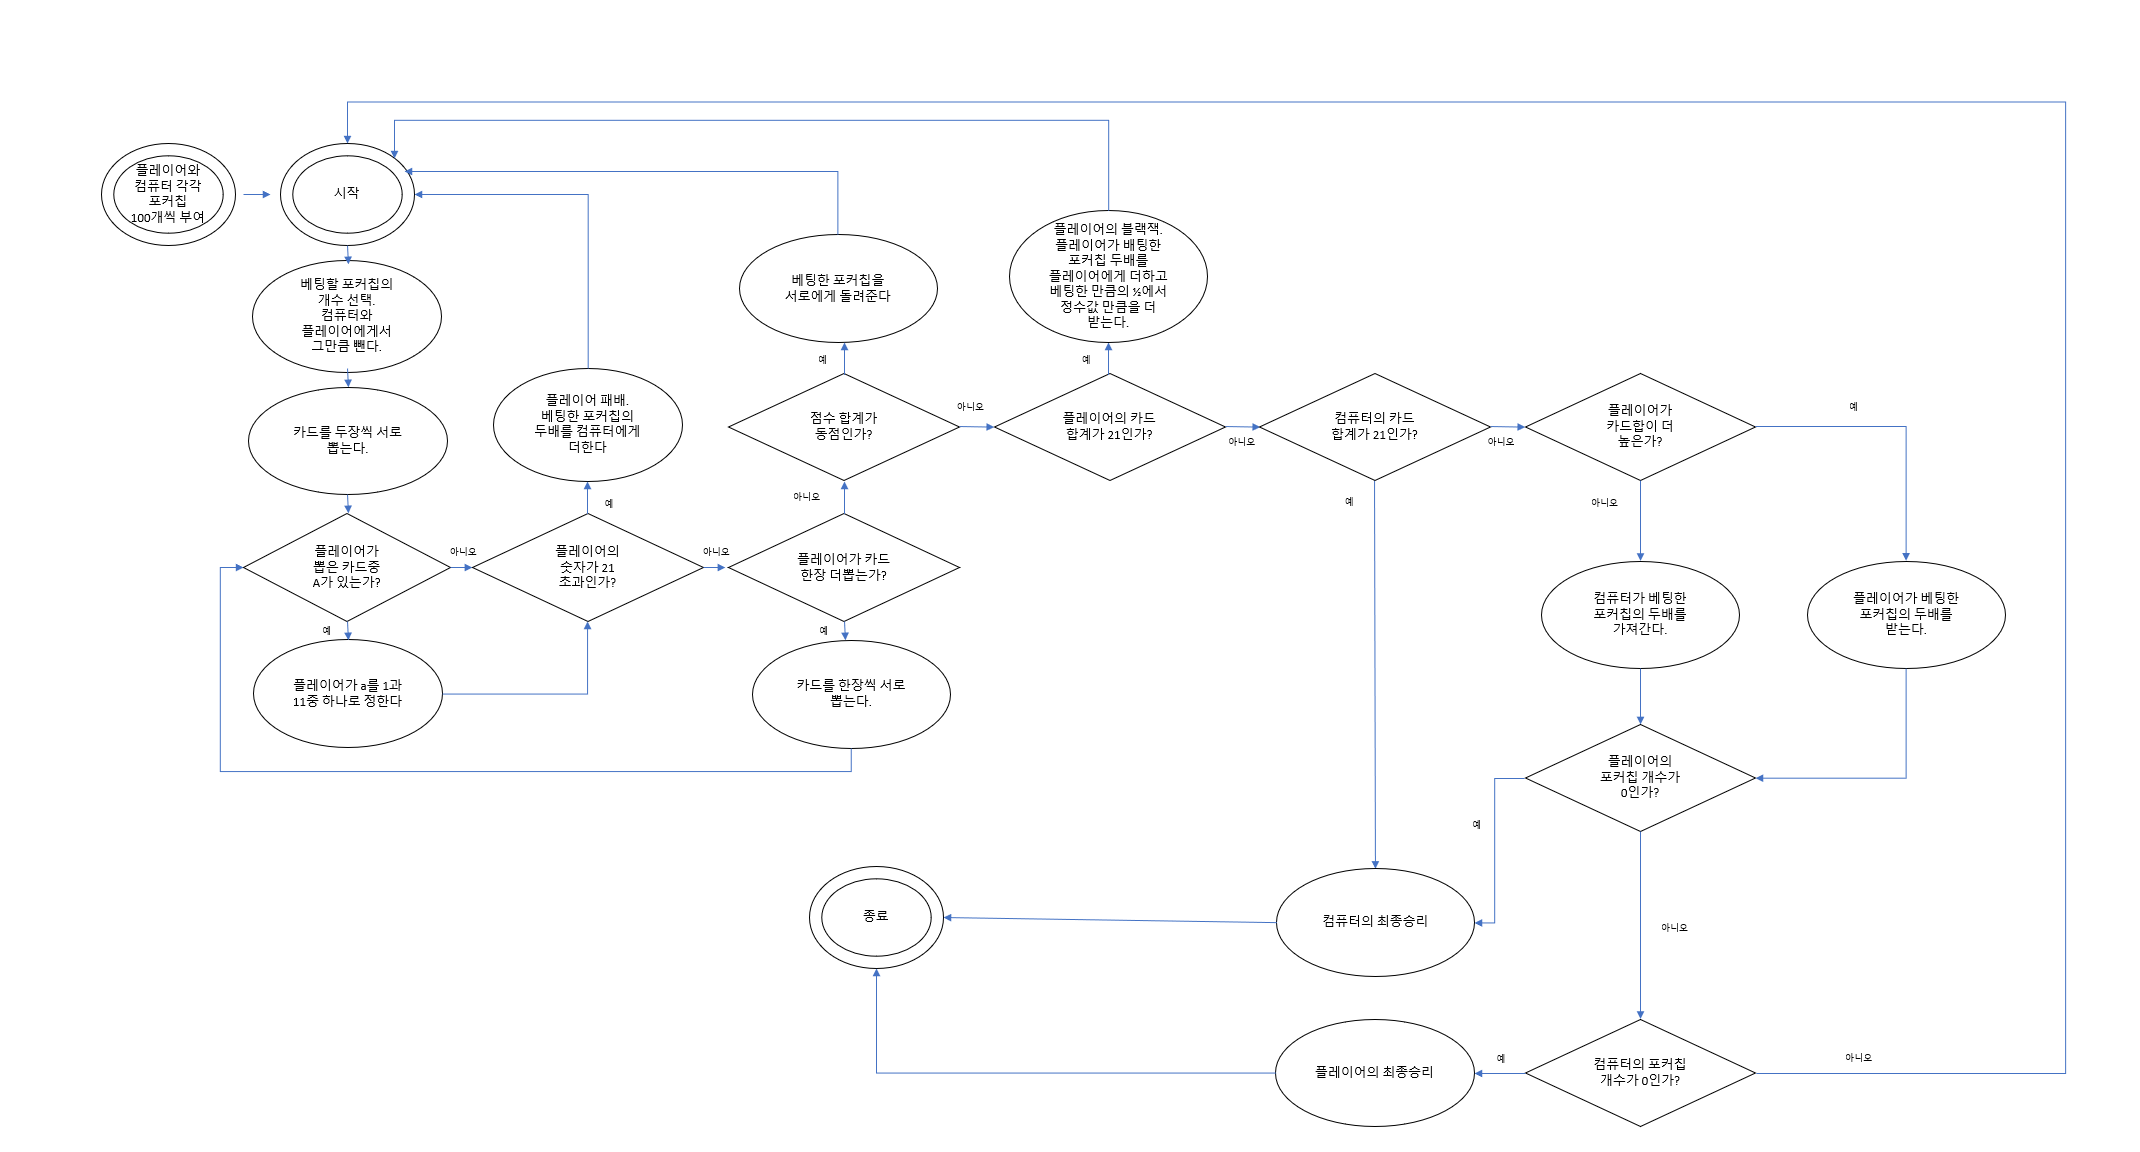 플레이어와
컴퓨터 각각
포커칩
100개씩 부여
시작
베팅할 포커칩의
개수 선택.
컴퓨터와
플레이어에게서
그만큼 뺀다.
카드를 두장씩 서로
뽑는다.
플레이어가
뽑은 카드중
A가 있는가?
아니오
예
플레이어가 a를 1과
11중 하나로 정한다
플레이어 패배.
베팅한 포커칩의
두배를 컴퓨터에게
더한다
예
플레이어의
숫자가 21
초과인가?
아니오
플레이어가 카드
한장 더뽑는가?
아니오
예
카드를 한장씩 서로
뽑는다.
베팅한 포커칩을
서로에게 돌려준다
예
점수 합계가
동점인가?
아니오
플레이어의 블랙잭.
플레이어가 배팅한
포커칩 두배를
플레이어에게 더하고
베팅한 만큼의 ½에서
정수값 만큼을 더
받는다.
예
플레이어의 카드
합계가 21인가?
아니오
컴퓨터의 카드
합계가 21인가?
아니오
예
플레이어가
카드합이 더
높은가?
예
아니오
컴퓨터가 베팅한
포커칩의 두배를
가져간다.
플레이어가 베팅한
포커칩의 두배를
받는다.
플레이어의
포커칩 개수가
0인가?
예
아니오
컴퓨터의 최종승리
종료
플레이어의 최종승리
예
컴퓨터의 포커칩
개수가 0인가?
아니오